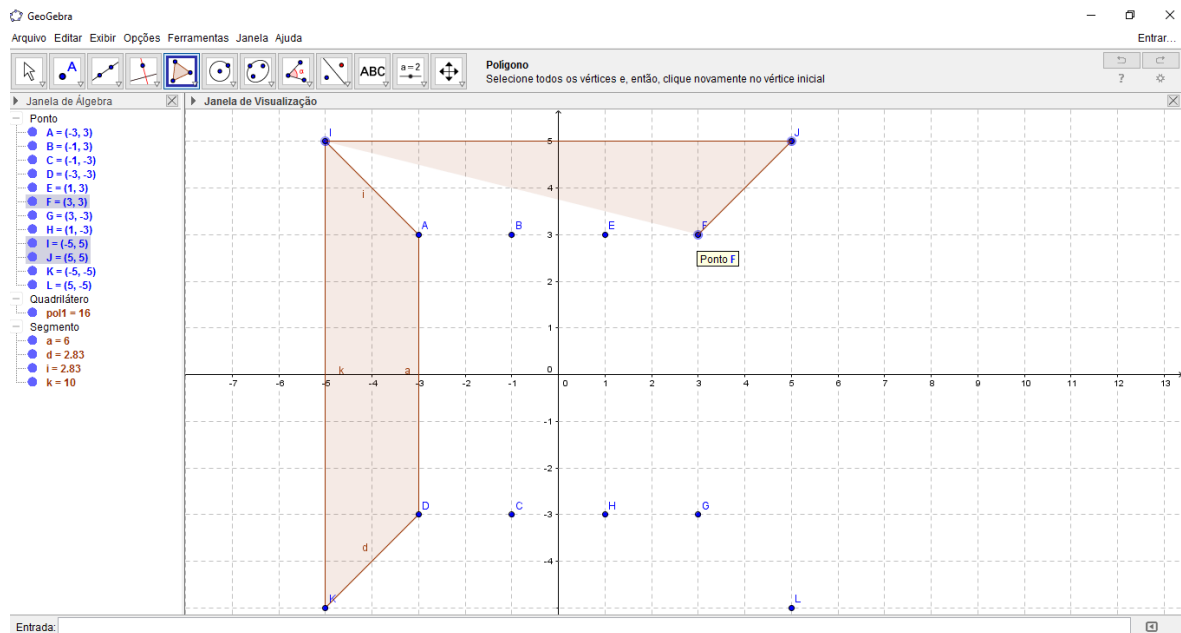 GeoGebra
Arquivo Editar Exibir Opções Ferramentas Janela Ajuda
Entrar...
A
α
ABC
a = 2
Polígono
Selecione todos os vértices e, então, clique novamente no vértice inicial
?
Janela de Álgebra
Janela de Visualização
Ponto
A = (-3, 3)
B = (-1, 3)
C = (-1, -3)
D = (-3, -3)
E = (1, 3)
F = (3, 3)
G = (3, -3)
H = (1, -3)
I = (-5, 5)
J = (5, 5)
K = (-5, -5)
L = (5, -5)
Quadrilátero
pol1 = 16
Segmento
a = 6
d = 2.83
i = 2.83
k = 10
I
5
J
i
4
A
B
E
3
F
Ponto F
2
1
k
a
0
-7 -6 -5 -4 -3 -2 -1 0 1 2 3 4 5 6 7 8 9 10 11 12 13
-1
-2
D
C
-3
H
G
d
-4
K
L
Entrada: